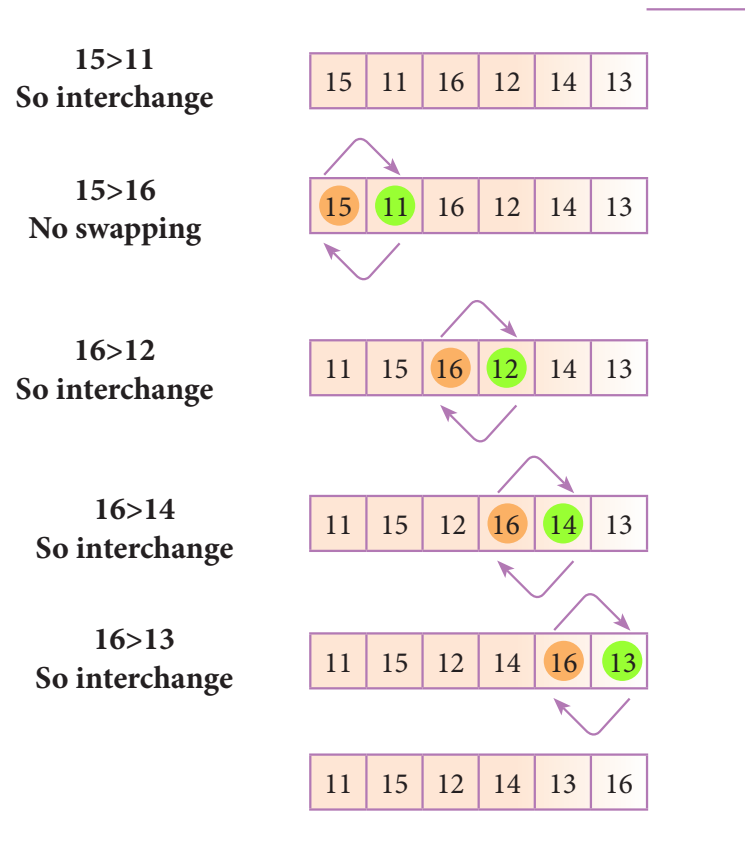 15>11
So interchange
15 11 16 12 14 13
15>16
No swapping
15 11 16 12 14 13
16>12
So interchange
11 15 16 12 14 13
16>14
So interchange
11 15 12 16 14 13
16>13
So interchange
11 15 12 14 16 13
11 15 12 14 13 16